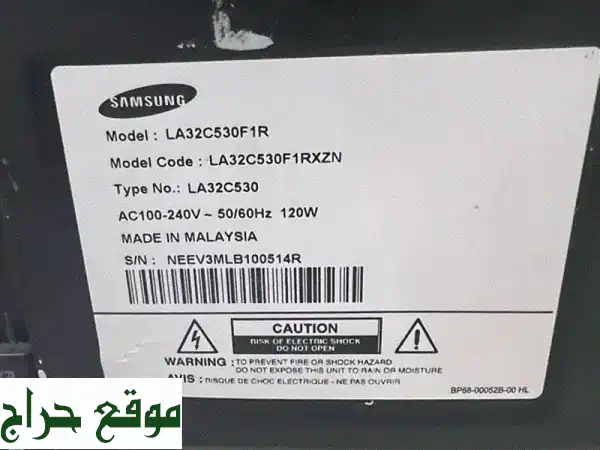 SAMSUNG
Model : LA32C530F1R
Model Code : LA32C530F1RXZN
Type No.: LA32C530
AC100-240V ~ 50/60Hz 120W
MADE IN MALAYSIA
S/N : NEEV3MLB100514R
CAUTION
RISK OF ELECTRIC SHOCK
DO NOT OPEN
WARNING : TO PREVENT FIRE OR SHOCK HAZARD
DO NOT EXPOSE THIS UNIT TO RAIN OR MOISTURE
AVIS : RISQUE DE CHOC ELECTRIQUE - NE PAS OUVRIR
BP68-00052B-00 HL
موقع حراج